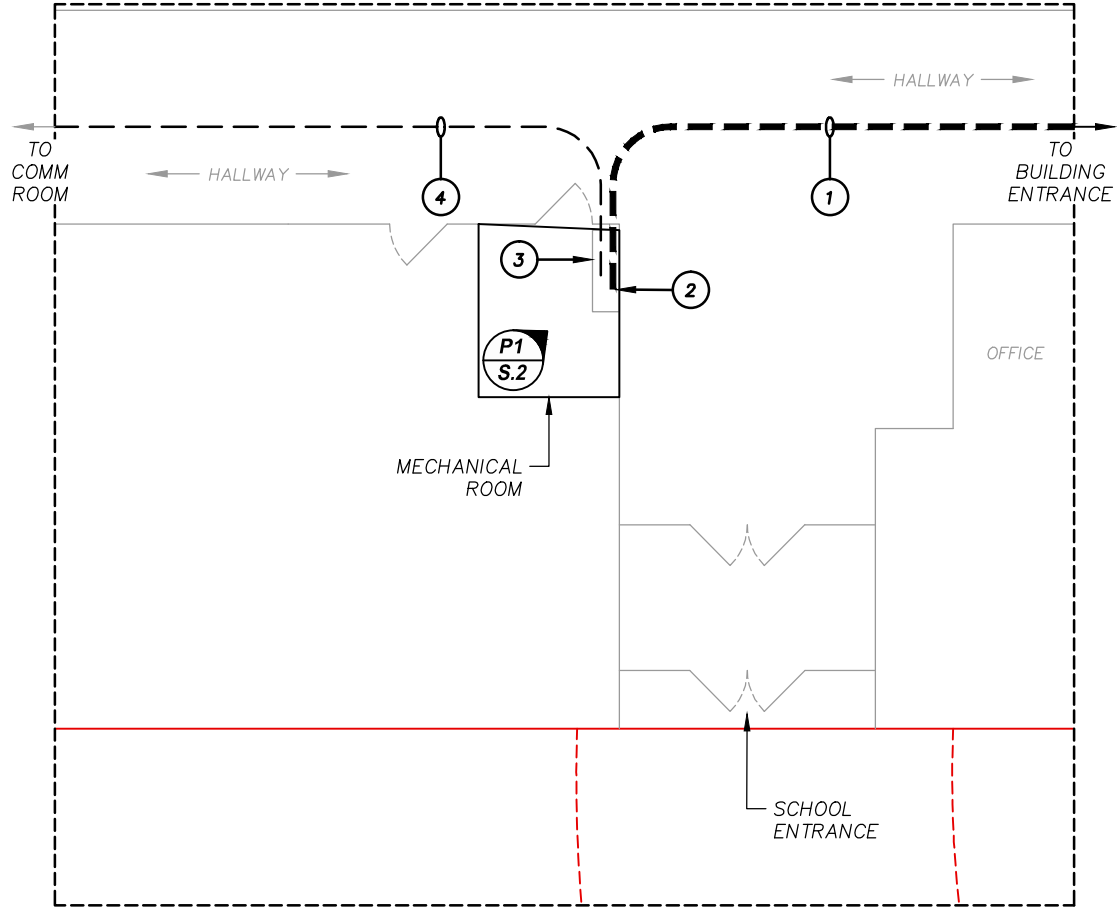 HALLWAY
TO
COMM
ROOM
HALLWAY
TO
BUILDING
ENTRANCE
4
1
3
2
P1
S.2
OFFICE
MECHANICAL
ROOM
SCHOOL
ENTRANCE